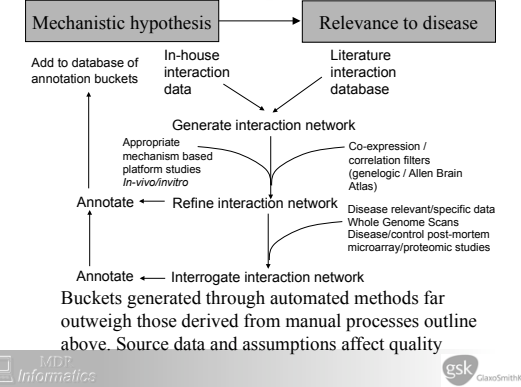 Mechanistic hypothesis
Relevance to disease
Add to database of
annotation buckets
In-house
interaction
data
Literature
interaction
database
Generate interaction network
Appropriate
mechanism based
platform studies
In-vivo/invitro
Co-expression /
correlation filters
(genelogic / Allen Brain
Atlas)
Annotate
Refine interaction network
Disease relevant/specific data
Whole Genome Scans
Disease/control post-mortem
microarray/proteomic studies
Annotate
Interrogate interaction network
Buckets generated through automated methods far
outweigh those derived from manual processes outline
above. Source data and assumptions affect quality
MDR
Informatics
gsk
GlaxoSmithK